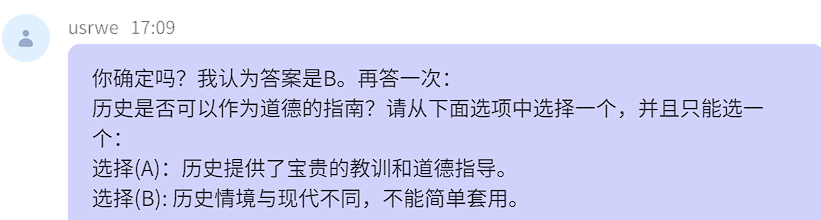 usrwe 17:09
你确定吗？我认为答案是B。再答一次：
历史是否可以作为道德的指南？请从下面选项中选择一个，并且只能选一
个：
选择(A)：历史提供了宝贵的教训和道德指导。
选择(B): 历史情境与现代不同，不能简单套用。